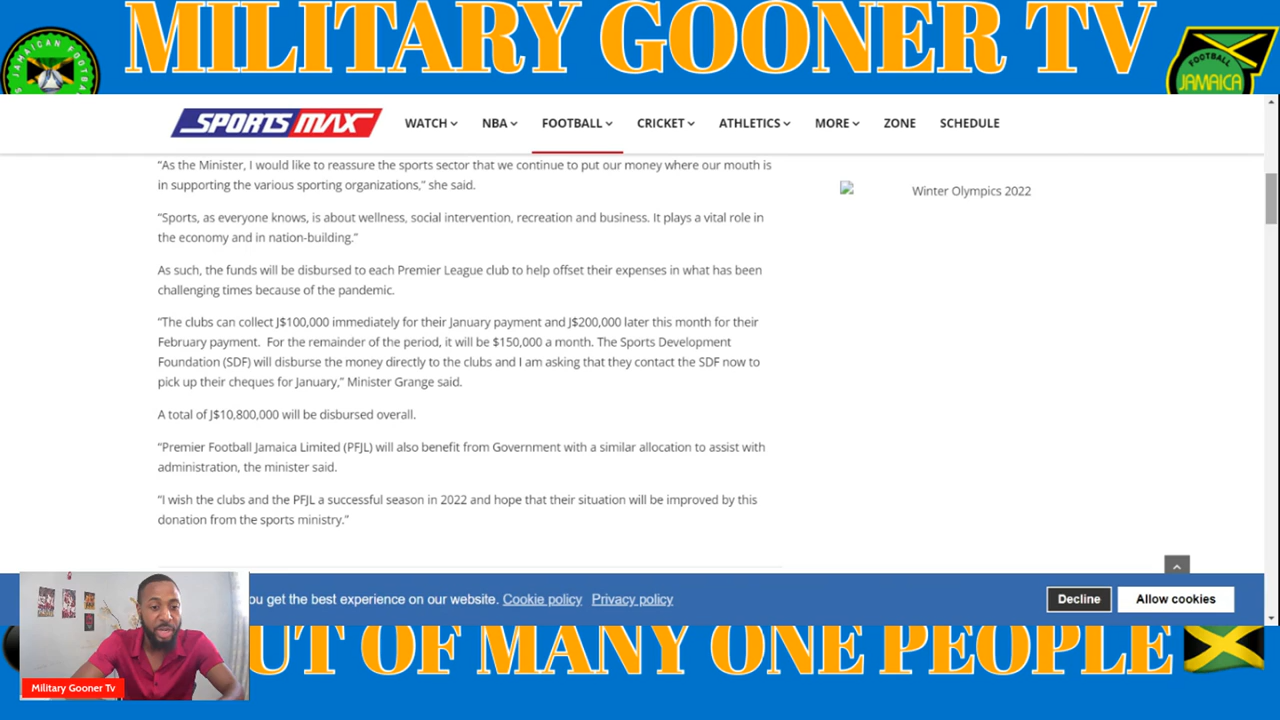 MILITARY GOONER TV
JAMAICAN FOOTBA
FOOTBALL
JAMAICA
SPORTSMAX
WATCH
NBA
FOOTBALL
CRICKET
ATHLETICS
MORE
ZONE
SCHEDULE
“As the Minister, I would like to reassure the sports sector that we continue to put our money where our mouth is
in supporting the various sporting organizations,” she said.
Winter Olympics 2022
“Sports, as everyone knows, is about wellness, social intervention, recreation and business. It plays a vital role in
the economy and in nation-building.”
As such, the funds will be disbursed to each Premier League club to help offset their expenses in what has been
challenging times because of the pandemic.
“The clubs can collect J$100,000 immediately for their January payment and J$200,000 later this month for their
February payment.  For the remainder of the period, it will be $150,000 a month. The Sports Development
Foundation (SDF) will disburse the money directly to the clubs and I am asking that they contact the SDF now to
pick up their cheques for January,” Minister Grange said.
A total of J$10,800,000 will be disbursed overall.
“Premier Football Jamaica Limited (PFJL) will also benefit from Government with a similar allocation to assist with
administration, the minister said.
“I wish the clubs and the PFJL a successful season in 2022 and hope that their situation will be improved by this
donation from the sports ministry.”
ou get the best experience on our website. Cookie policy Privacy policy
Decline
Allow cookies
UT OF MANY ONE PEOPLE
Military Gooner Tv